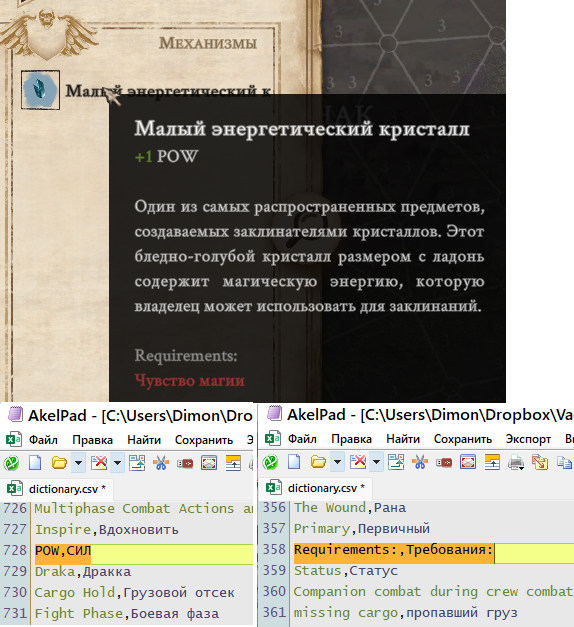 Механизмы
Малый энергетический к
Малый энергетический кристалл
+1 POW
Один из самых распространенных предметов,
создаваемых заклинателями кристаллов. Этот
бледно-голубой кристалл размером с ладонь
содержит магическую энергию, которую
владелец может использовать для заклинаний.
Requirements:
Чувство магии
3
3
3
3
AkelPad - [C:\Users\Dimon\Dro
Файл Правка Найти Сохранить Э
dictionary.csv *
726 Multiphase Combat Actions a
727 Inspire,Вдохновить
728 POW,СИЛ
729 Draka,Дракка
730 Cargo Hold,Грузовой отсек
731 Fight Phase,Боевая фаза
AkelPad - [C:\Users\Dimon\Dropbox\Va
Файл Правка Найти Сохранить Экспорт В
dictionary.csv *
356 The Wound,Рана
357 Primary,Первичный
358 Requirements:,Требования:
359 Status,Статус
360 Companion combat during crew combat
361 missing cargo,пропавший груз